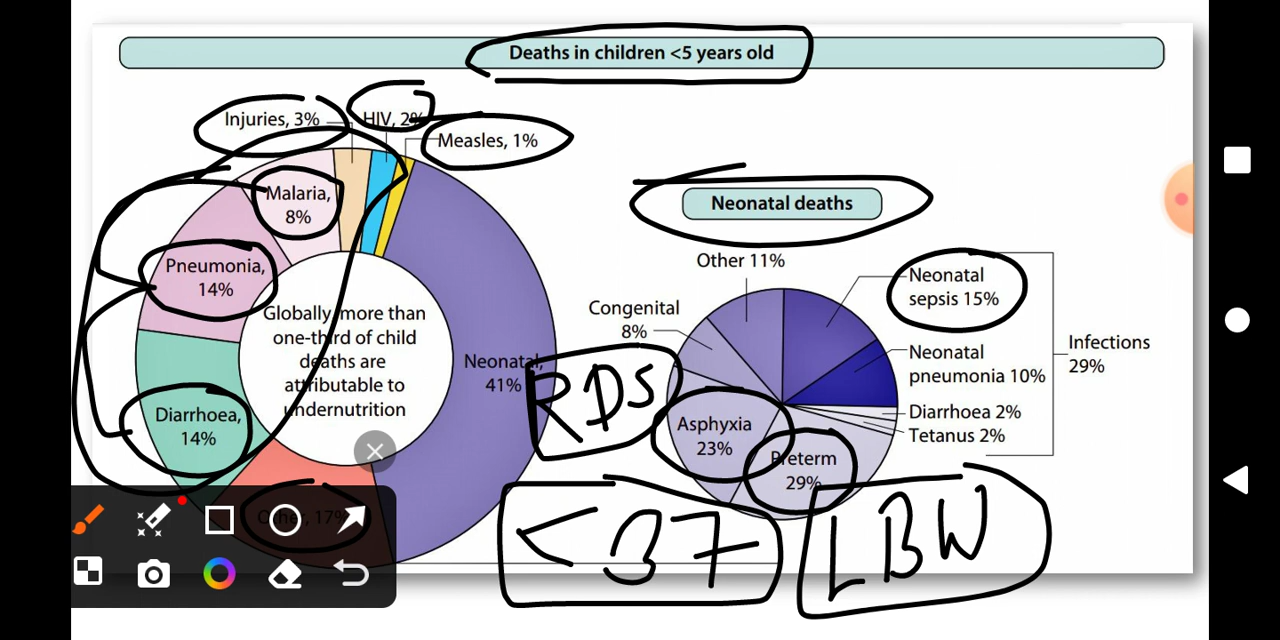 Deaths in children <5 years old
Injuries, 3%
HIV, 2%
Measles, 1%
Malaria,
8%
Pneumonia,
14%
Diarrhoea,
14%
Other, 17%
Neonatal,
41%
Globally more than
one-third of child
deaths are
attributable to
undernutrition
Neonatal deaths
Other 11%
Congenital
8%
Asphyxia
23%
Preterm
29%
Neonatal
sepsis 15%
Neonatal
pneumonia 10%
Diarrhoea 2%
Tetanus 2%
Infections
29%
RDS
<37
LBW